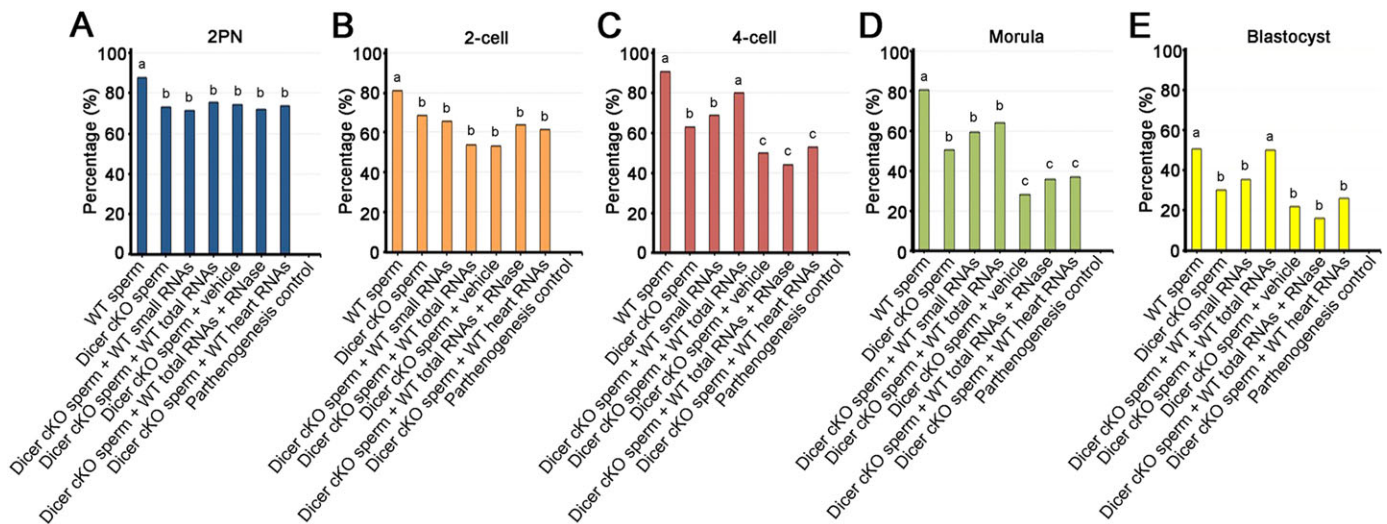 A
2PN
Percentage (%)
100
80
60
40
20
0
a
b
b
b
b
b
b
WT sperm
Dicer cKO sperm
Dicer cKO sperm + WT small RNAs
Dicer cKO sperm + WT total RNAs
Dicer cKO sperm + vehicle
Dicer cKO sperm + WT total RNAs + RNase
Dicer cKO sperm + WT heart RNAs
Parthenogenesis control
B
2-cell
Percentage (%)
100
80
60
40
20
0
a
b
b
b
b
b
b
WT sperm
Dicer cKO sperm
Dicer cKO sperm + WT small RNAs
Dicer cKO sperm + WT total RNAs
Dicer cKO sperm + vehicle
Dicer cKO sperm + WT total RNAs + RNase
Dicer cKO sperm + WT heart RNAs
Parthenogenesis control
C
4-cell
Percentage (%)
100
80
60
40
20
0
a
b
b
a
c
c
c
WT sperm
Dicer cKO sperm
Dicer cKO sperm + WT small RNAs
Dicer cKO sperm + WT total RNAs
Dicer cKO sperm + vehicle
Dicer cKO sperm + WT total RNAs + RNase
Dicer cKO sperm + WT heart RNAs
Parthenogenesis control
D
Morula
Percentage (%)
100
80
60
40
20
0
a
b
b
b
c
c
c
WT sperm
Dicer cKO sperm
Dicer cKO sperm + WT small RNAs
Dicer cKO sperm + WT total RNAs
Dicer cKO sperm + vehicle
Dicer cKO sperm + WT total RNAs + RNase
Dicer cKO sperm + WT heart RNAs
Parthenogenesis control
E
Blastocyst
Percentage (%)
100
80
60
40
20
0
a
b
b
a
b
b
b
WT sperm
Dicer cKO sperm
Dicer cKO sperm + WT small RNAs
Dicer cKO sperm + WT total RNAs
Dicer cKO sperm + vehicle
Dicer cKO sperm + WT total RNAs + RNase
Dicer cKO sperm + WT heart RNAs
Parthenogenesis control